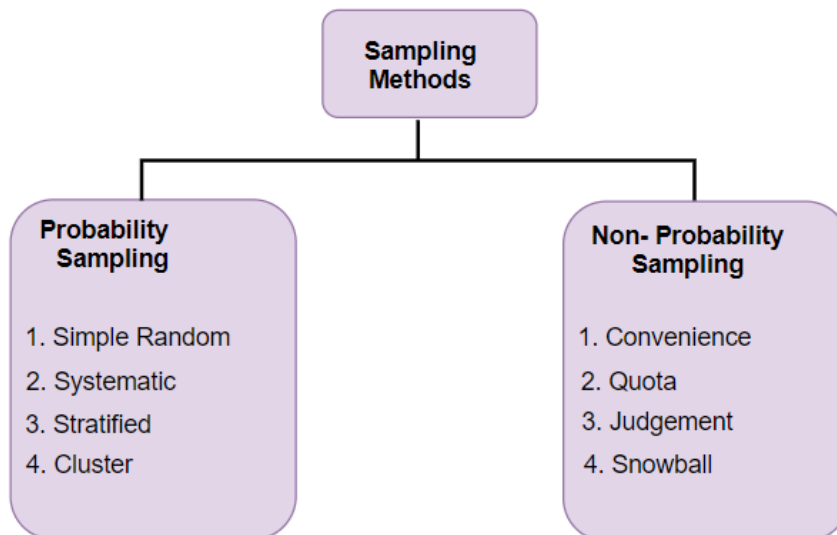 Sampling
Methods
Probability
Sampling
1. Simple Random
2. Systematic
3. Stratified
4. Cluster
Non- Probability
Sampling
1. Convenience
2. Quota
3. Judgement
4. Snowball